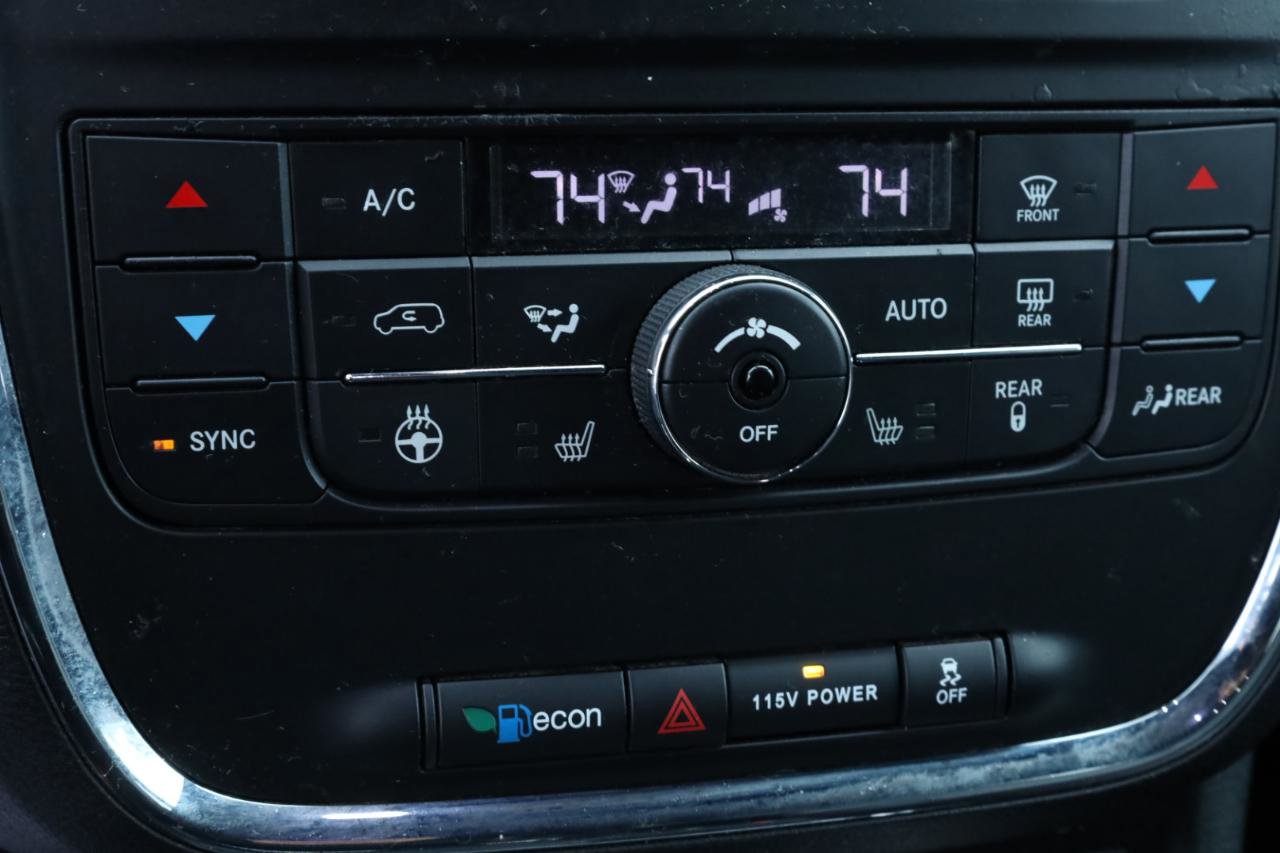 A/C
74 74 74
FRONT
AUTO
REAR
SYNC
OFF
REAR
REAR
econ
115V POWER
OFF